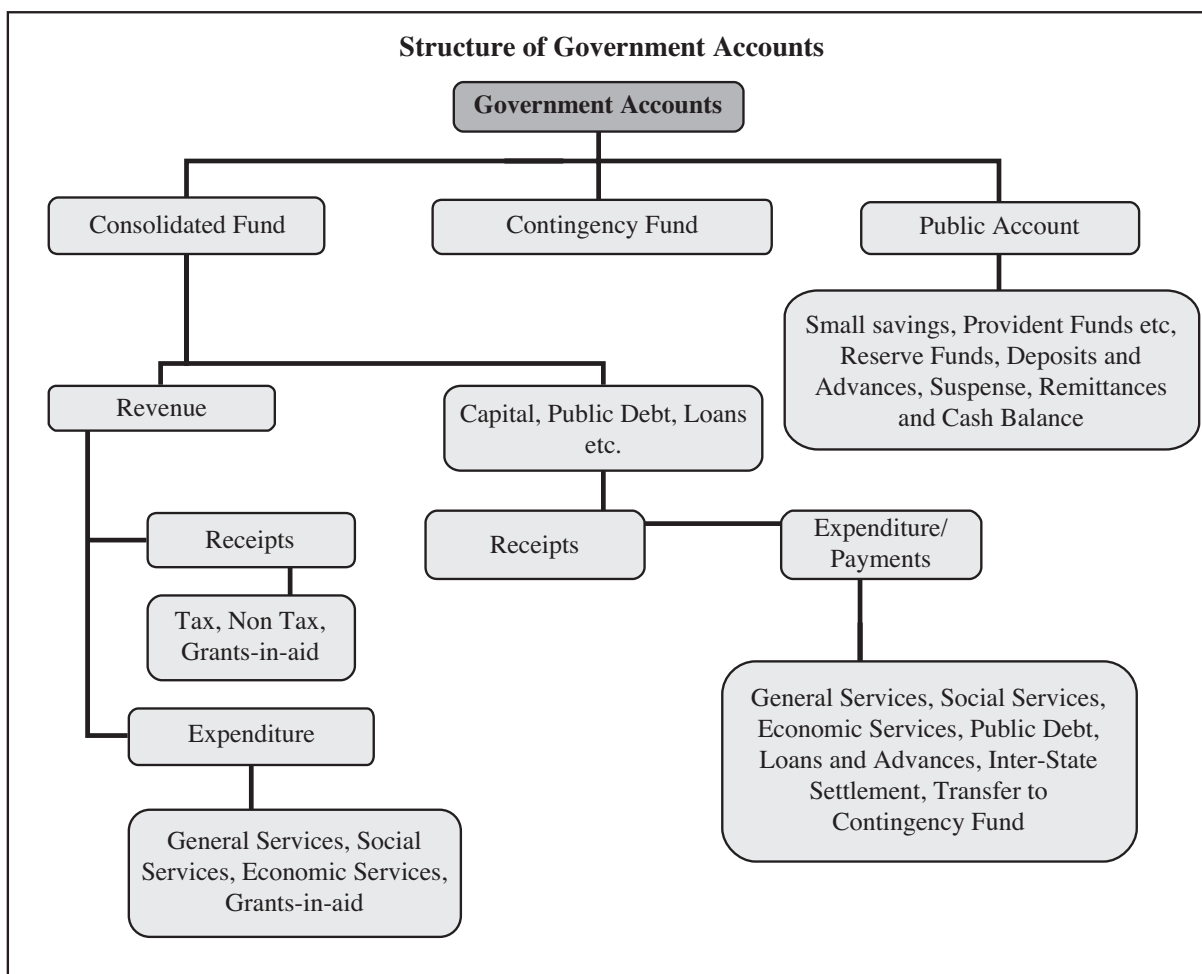 Structure of Government Accounts
Government Accounts
Consolidated Fund
Contingency Fund
Public Account
Small savings, Provident Funds etc,
Reserve Funds, Deposits and
Advances, Suspense, Remittances
and Cash Balance
Revenue
Capital, Public Debt, Loans
etc.
Receipts
Receipts
Expenditure/
Payments
Tax, Non Tax,
Grants-in-aid
Expenditure
General Services, Social Services,
Economic Services, Public Debt,
Loans and Advances, Inter-State
Settlement, Transfer to
Contingency Fund
General Services, Social
Services, Economic Services,
Grants-in-aid